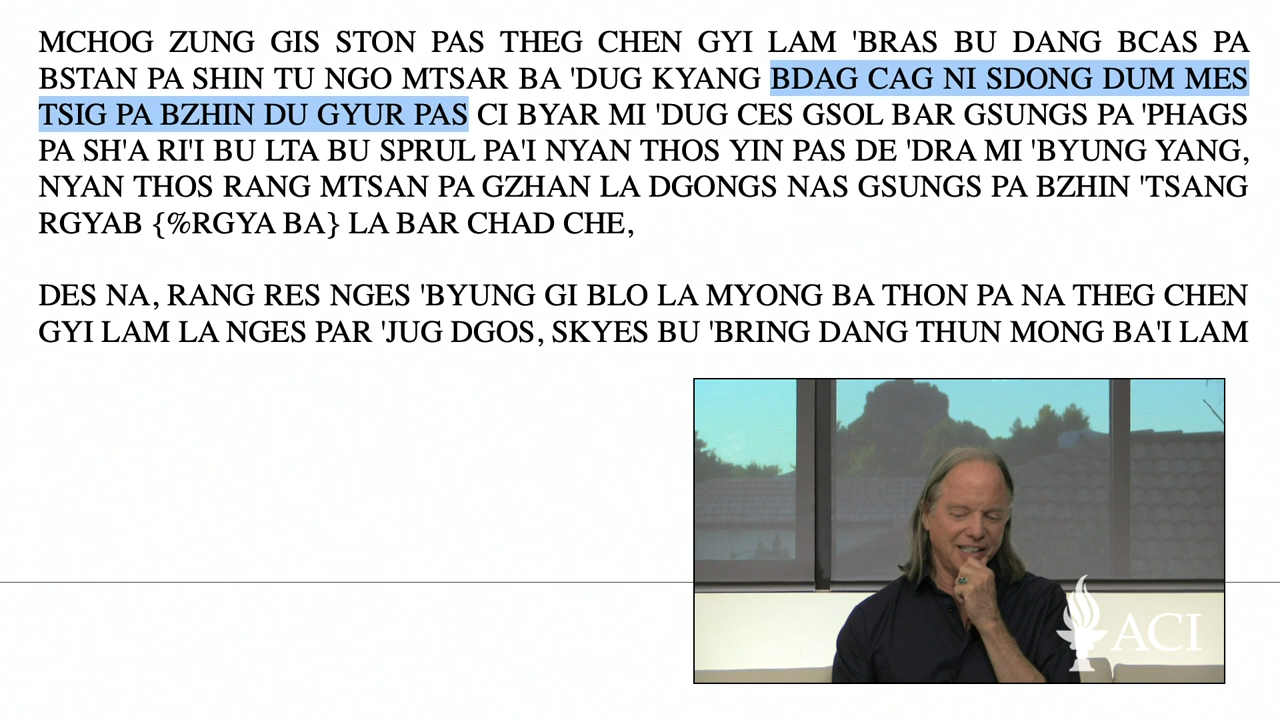 MCHOG ZUNG GIS STON PAS THEG CHEN GYI LAM 'BRAS BU DANG BCAS PA
BSTAN PA SHIN TU NGO MTSAR BA 'DUG KYANG BDAG CAG NI SDONG DUM MES
TSIG PA BZHIN DU GYUR PAS CI BYAR MI 'DUG CES GSOL BAR GSUNGS PA 'PHAGS
PA SH'A RI'I BU LTA BU SPRUL PA'I NYAN THOS YIN PAS DE 'DRA MI 'BYUNG YANG,
NYAN THOS RANG MTSAN PA GZHAN LA DGONGS NAS GSUNGS PA BZHIN 'TSANG
RGYAB {%RGYA BA} LA BAR CHAD CHE,
DES NA, RANG RES NGES 'BYUNG GI BLO LA MYONG BA THON PA NA THEG CHEN
GYI LAM LA NGES PAR 'JUG DGOS, SKYES BU 'BRING DANG THUN MONG BA'I LAM
ACI